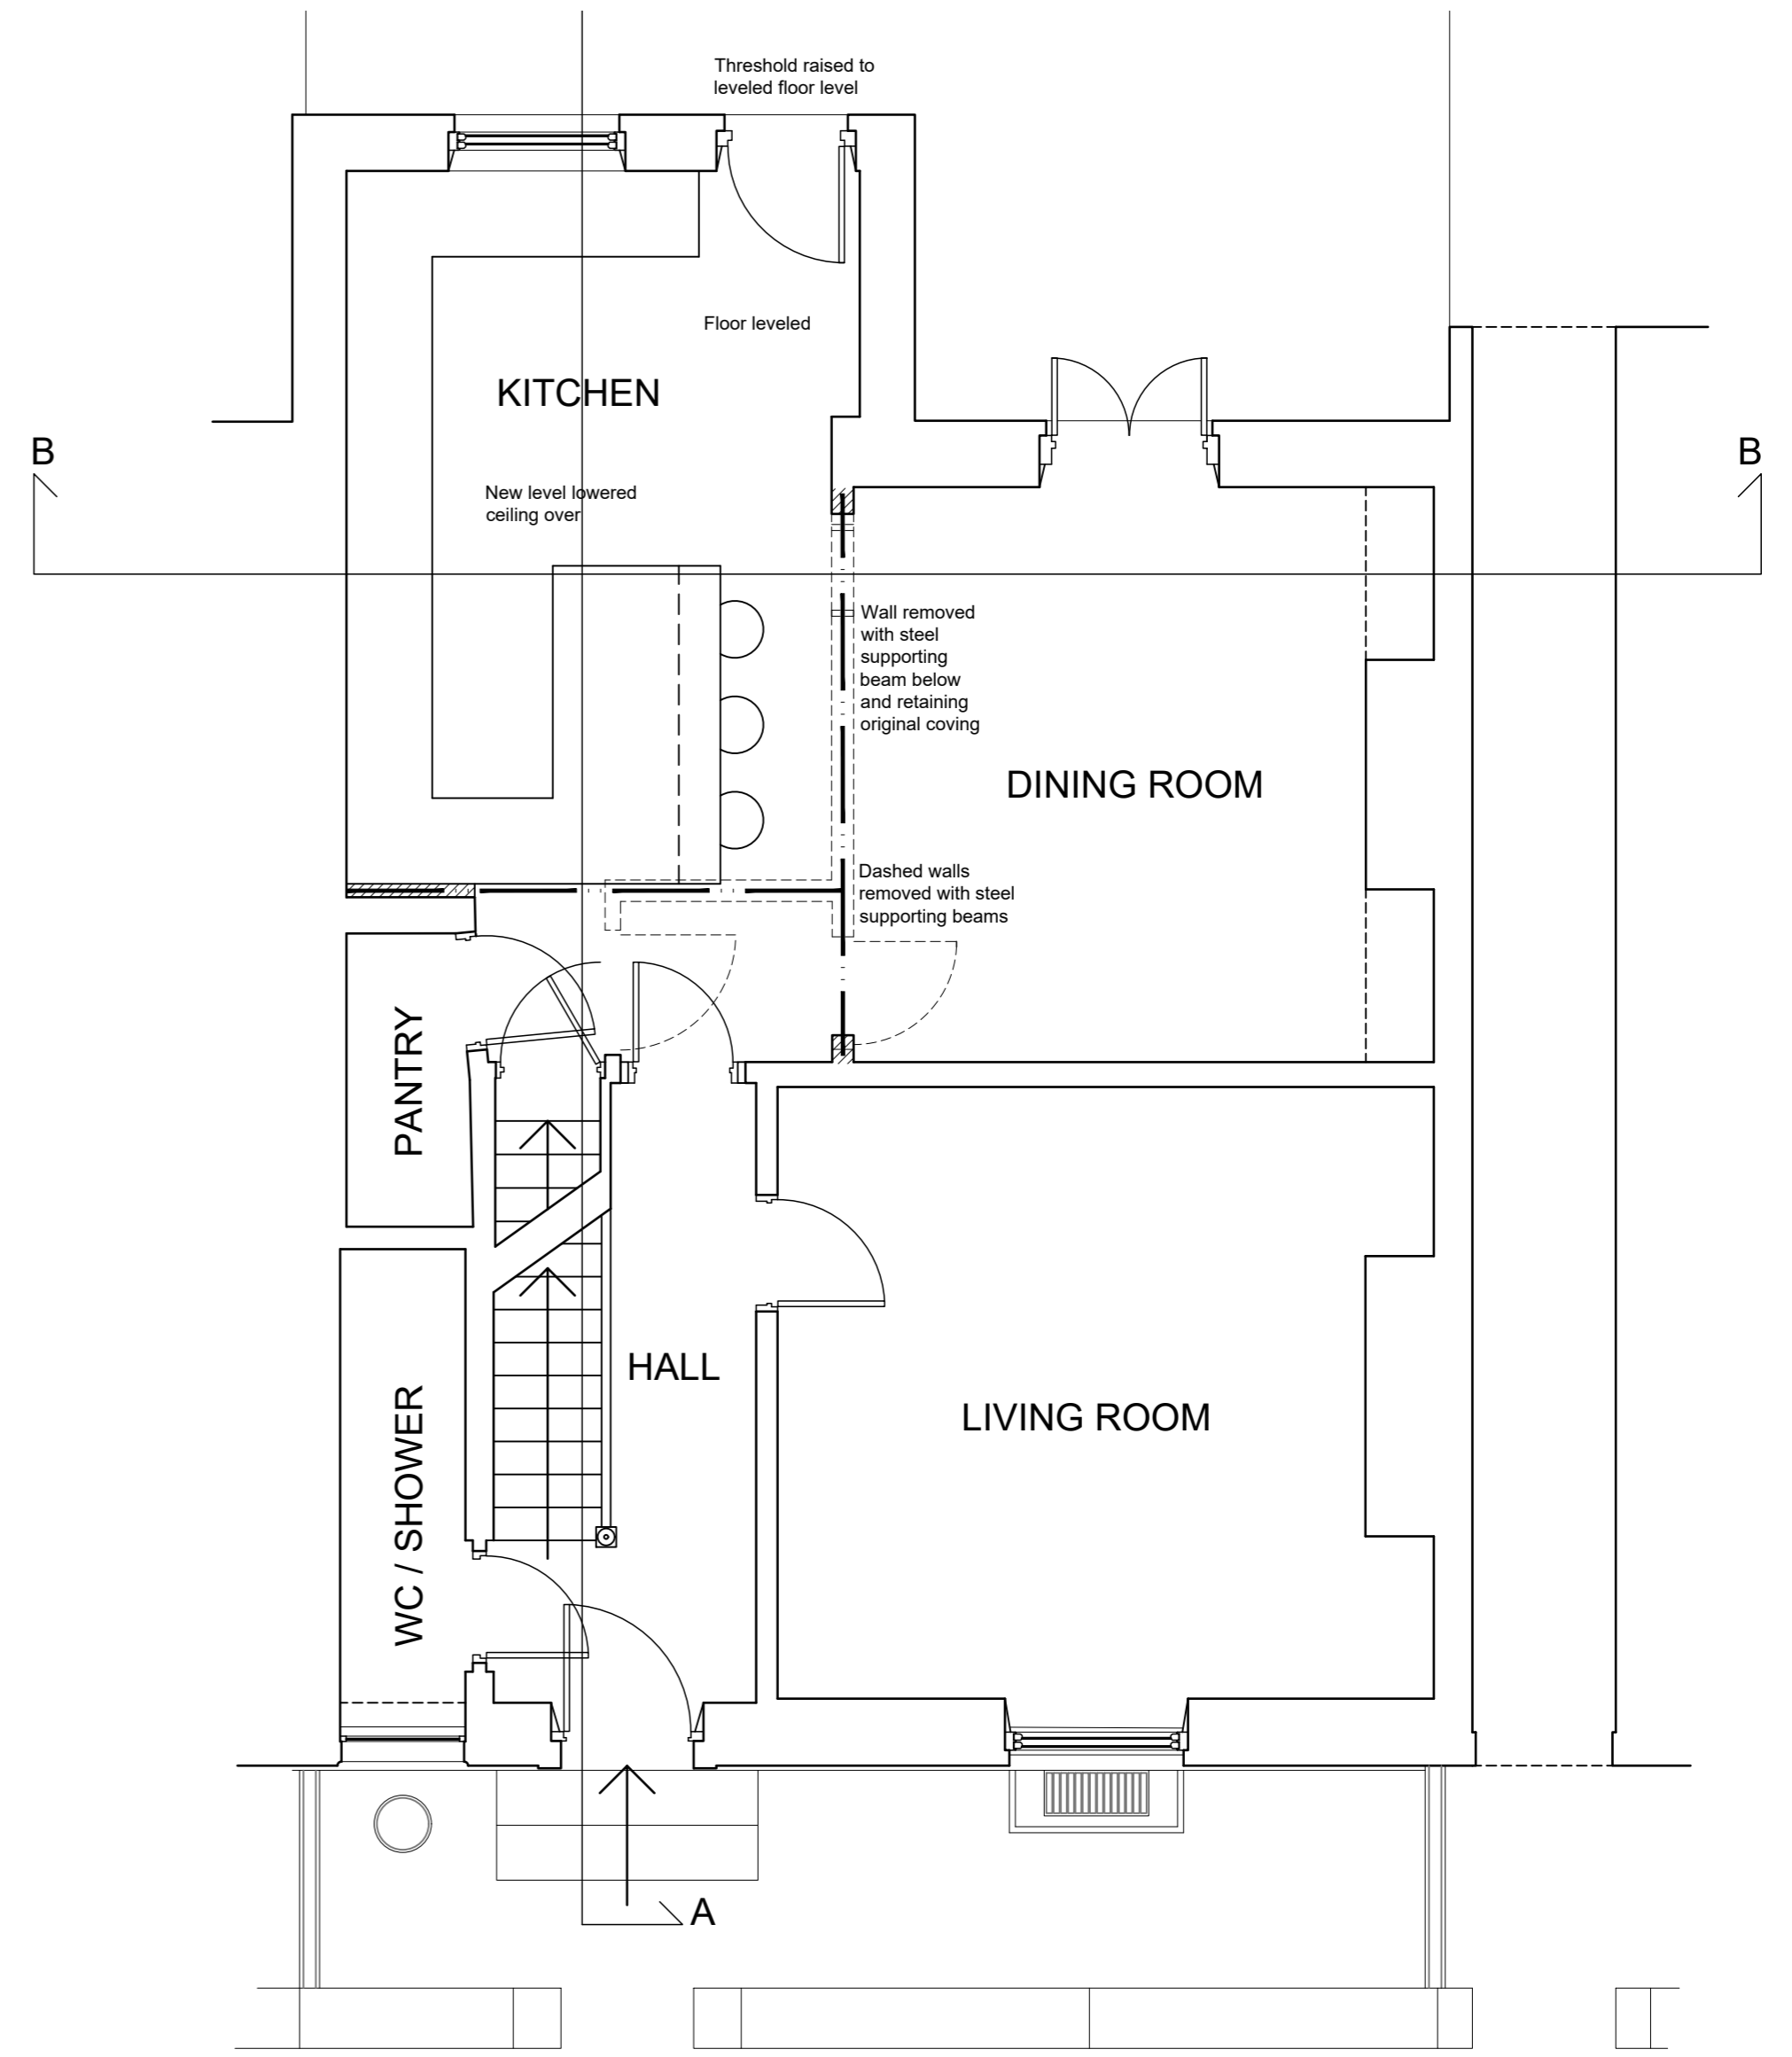 Threshold raised to
leveled floor level
Floor leveled
KITCHEN
B
B
New level lowered
ceiling over
Wall removed
with steel
supporting
beam below
and retaining
original coving
DINING ROOM
Dashed walls
removed with steel
supporting beams
PANTRY
HALL
LIVING ROOM
WC / SHOWER
A